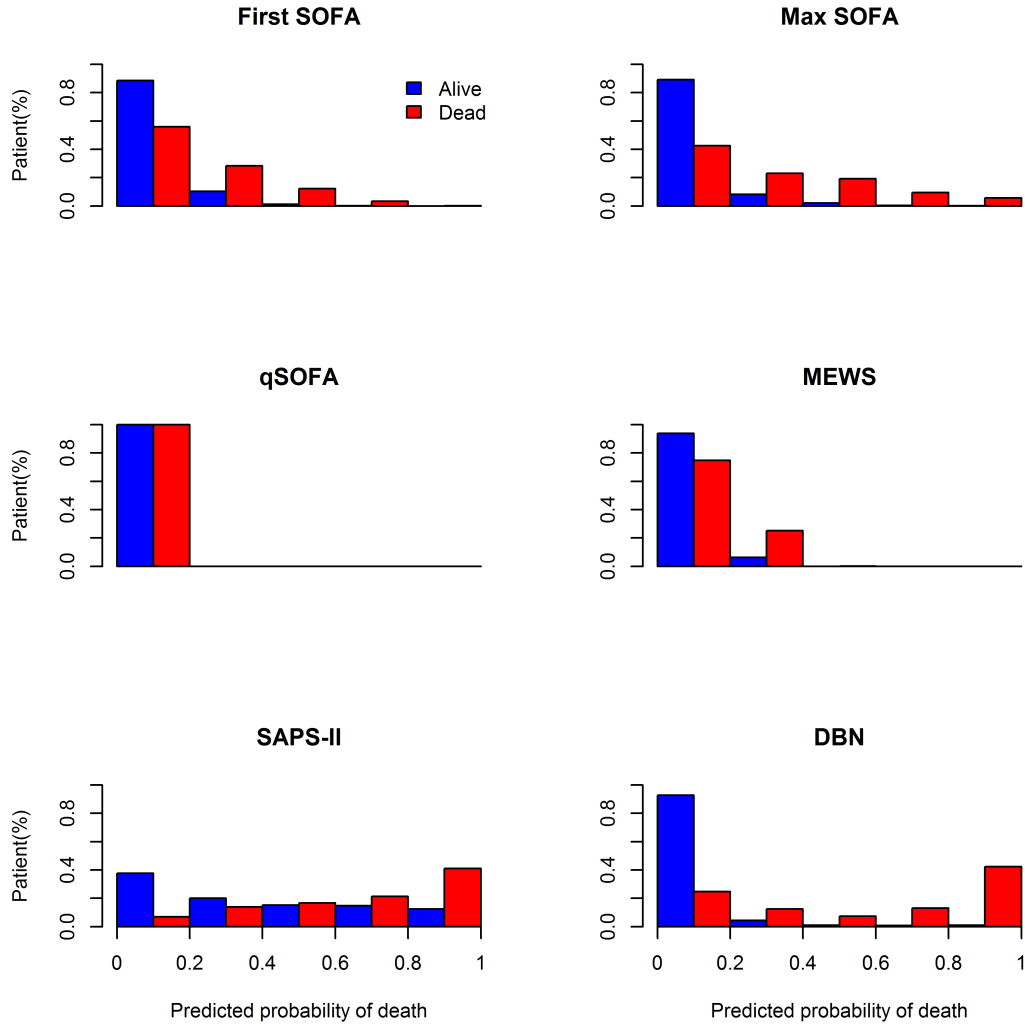 First SOFA
Max SOFA
Patient(%)
0.8
0.4
0.0
Alive
Dead
0.8
0.4
0.0
qSOFA
MEWS
Patient(%)
0.8
0.4
0.0
0.8
0.4
0.0
SAPS-II
DBN
Patient(%)
0.8
0.4
0.0
0.8
0.4
0.0
0 0.2 0.4 0.6 0.8 1
0 0.2 0.4 0.6 0.8 1
Predicted probability of death
Predicted probability of death